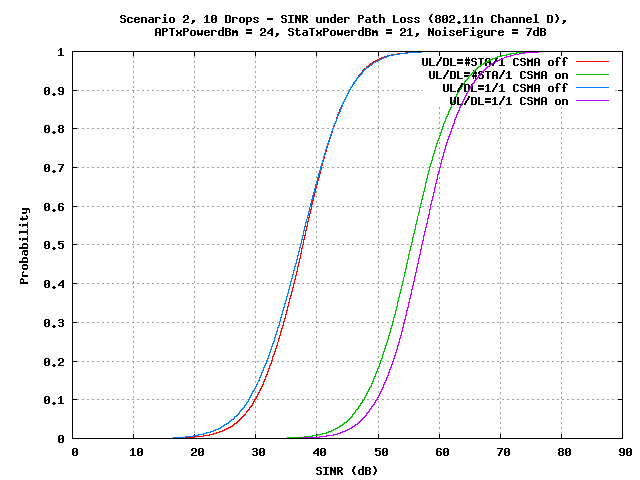 Scenario 2, 10 Drops - SINR under Path Loss (802.11n Channel D),
APTxPowerdBm = 24, StaTxPowerdBm = 21, NoiseFigure = 7dB
UL/DL=#STA/1 CSMA off
UL/DL=#STA/1 CSMA on
UL/DL=1/1 CSMA off
UL/DL=1/1 CSMA on
1
0.9
0.8
0.7
0.6
0.5
0.4
0.3
0.2
0.1
0
Probability
0 10 20 30 40 50 60 70 80 90
SINR (dB)